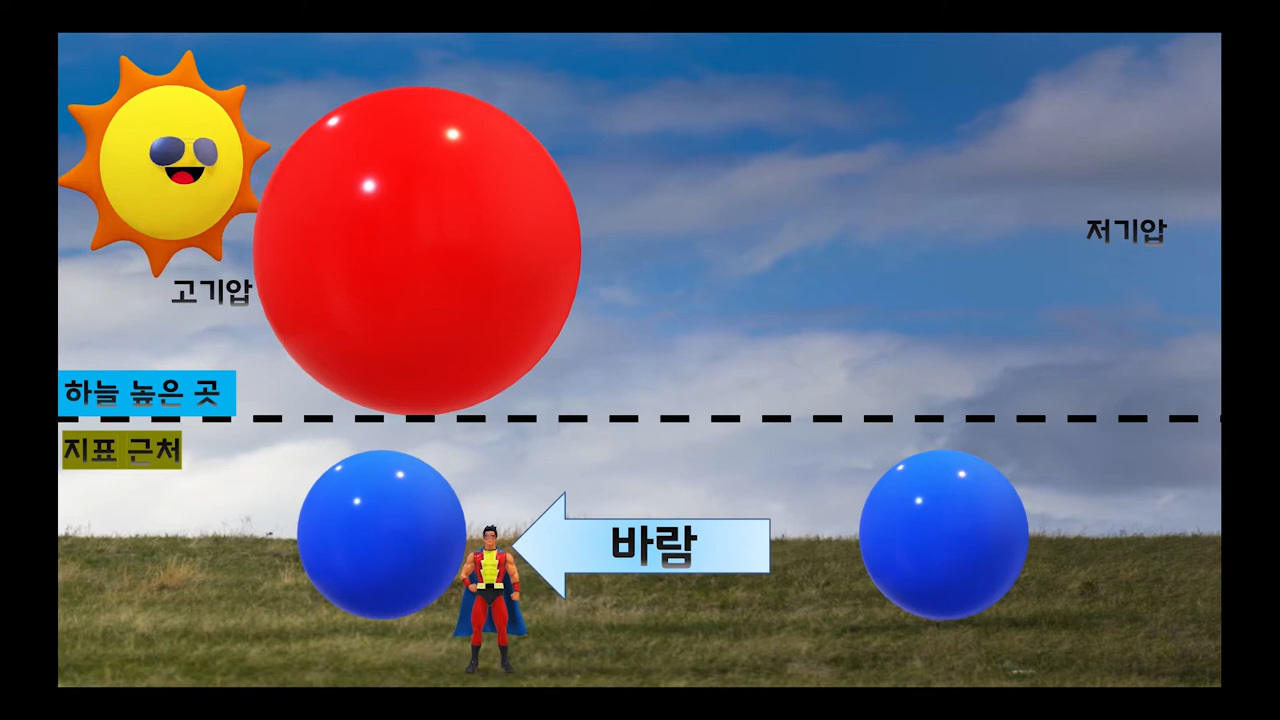 저기압
고기압
하늘 높은 곳
지표 근처
바람